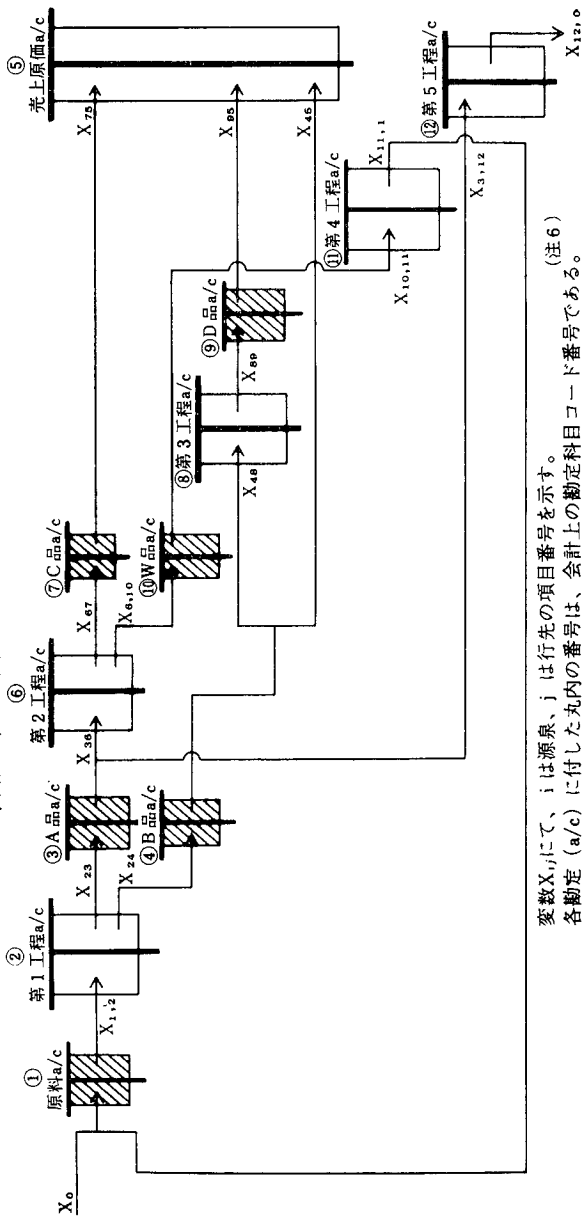 X₀
①
原料a/c
X₁,₂
②
第1工程a/c
X₂₃
X₂₄
③A品a/c
④B品a/c
X₃₆
⑥
第2工程a/c
X₆₇
X₆,₁₀
⑦C品a/c
⑩W品a/c
X₄₈
⑧第3工程a/c
X₈₉
⑨D品a/c
X₁₀,₁₁
⑪第4工程a/c
X₁₁,₁
X₃,₁₂
X₇₅
X₉₅
X₄₅
⑤
売上原価a/c
⑫第5工程a/c
X₁₂,₀
変数Xᵢⱼにて、iは源泉、jは行先の項目番号を示す。
(注6)
各勘定(a/c)に付した丸内の番号は、会計上の勘定科目コード番号である。